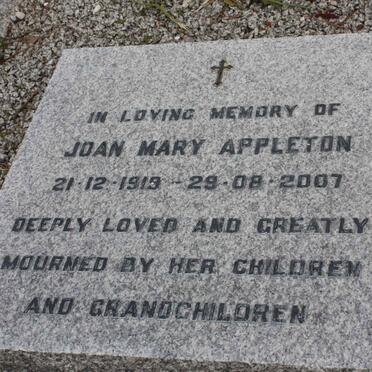 IN LOVING MEMORY OF
JOAN MARY APPLETON
21-12-1913 - 29-08-2007
DEEPLY LOVED AND GREATLY
MOURNED BY HER CHILDREN
AND GRANDCHILDREN